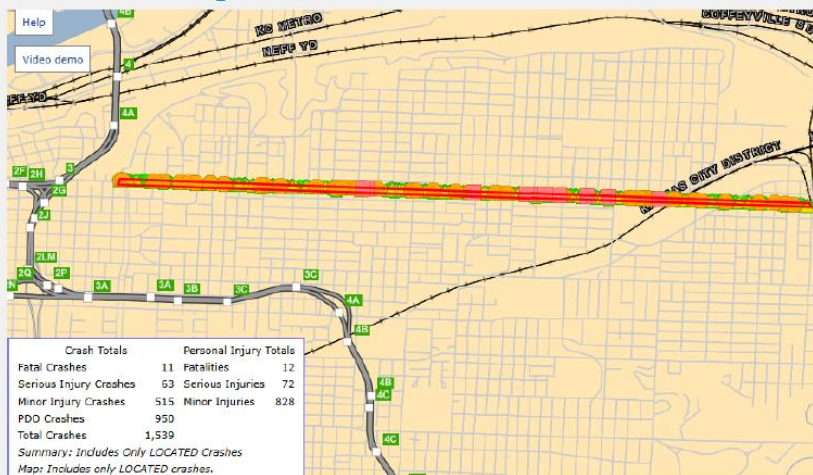 Help
4B
KC METRO
COFFEYVILLE
Video demo
NEFF YD
4
4A
2F 2H 3
2G
KANSAS CITY DISTRICT
2J
2LM
2Q 2P
3A 3A 3B 3C 3C
4A
4B
Crash Totals Personal Injury Totals
Fatal Crashes 11 Fatalities 12
Serious Injury Crashes 63 Serious Injuries 72
Minor Injury Crashes 515 Minor Injuries 828
PDO Crashes 950
Total Crashes 1,539
Summary: Includes Only LOCATED Crashes
Map: Includes only LOCATED crashes.
4B
4C
4C